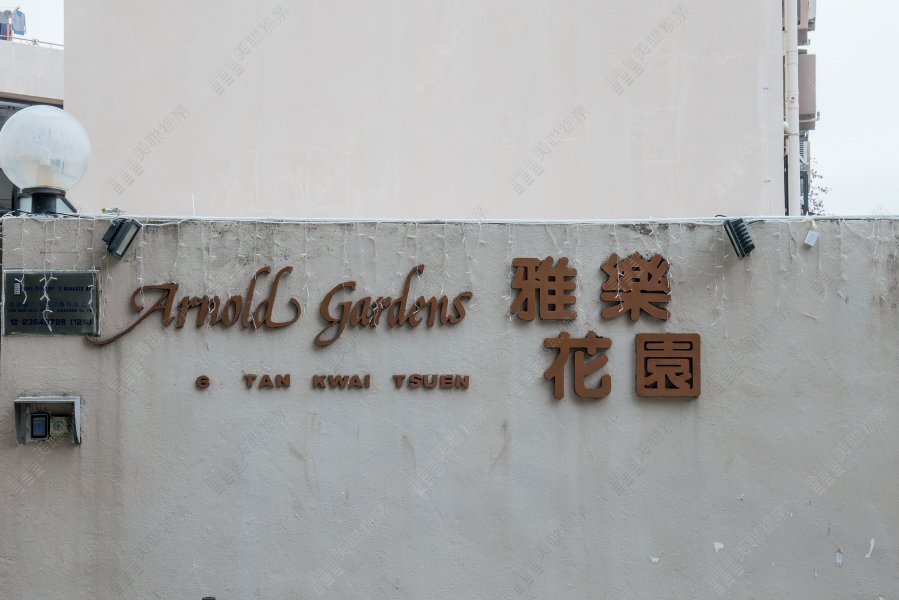 Arnold Gardens
6 TAN KWAI TSUEN
雅樂
花園